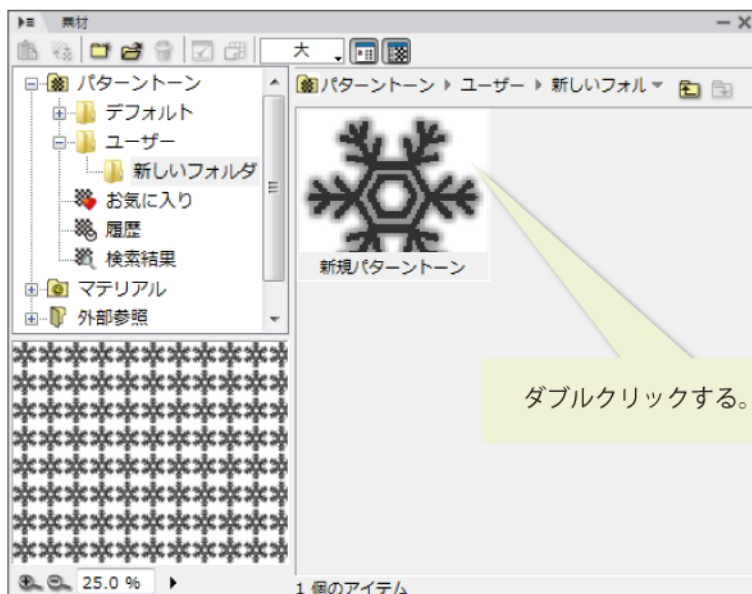 素材
大
パターントーン
デフォルト
ユーザー
新しいフォルダ
お気に入り
履歴
検索結果
マテリアル
外部参照
パターントーン ユーザー 新しいフォル
新規パターントーン
ダブルクリックする。
25.0 %
1 個のアイテム